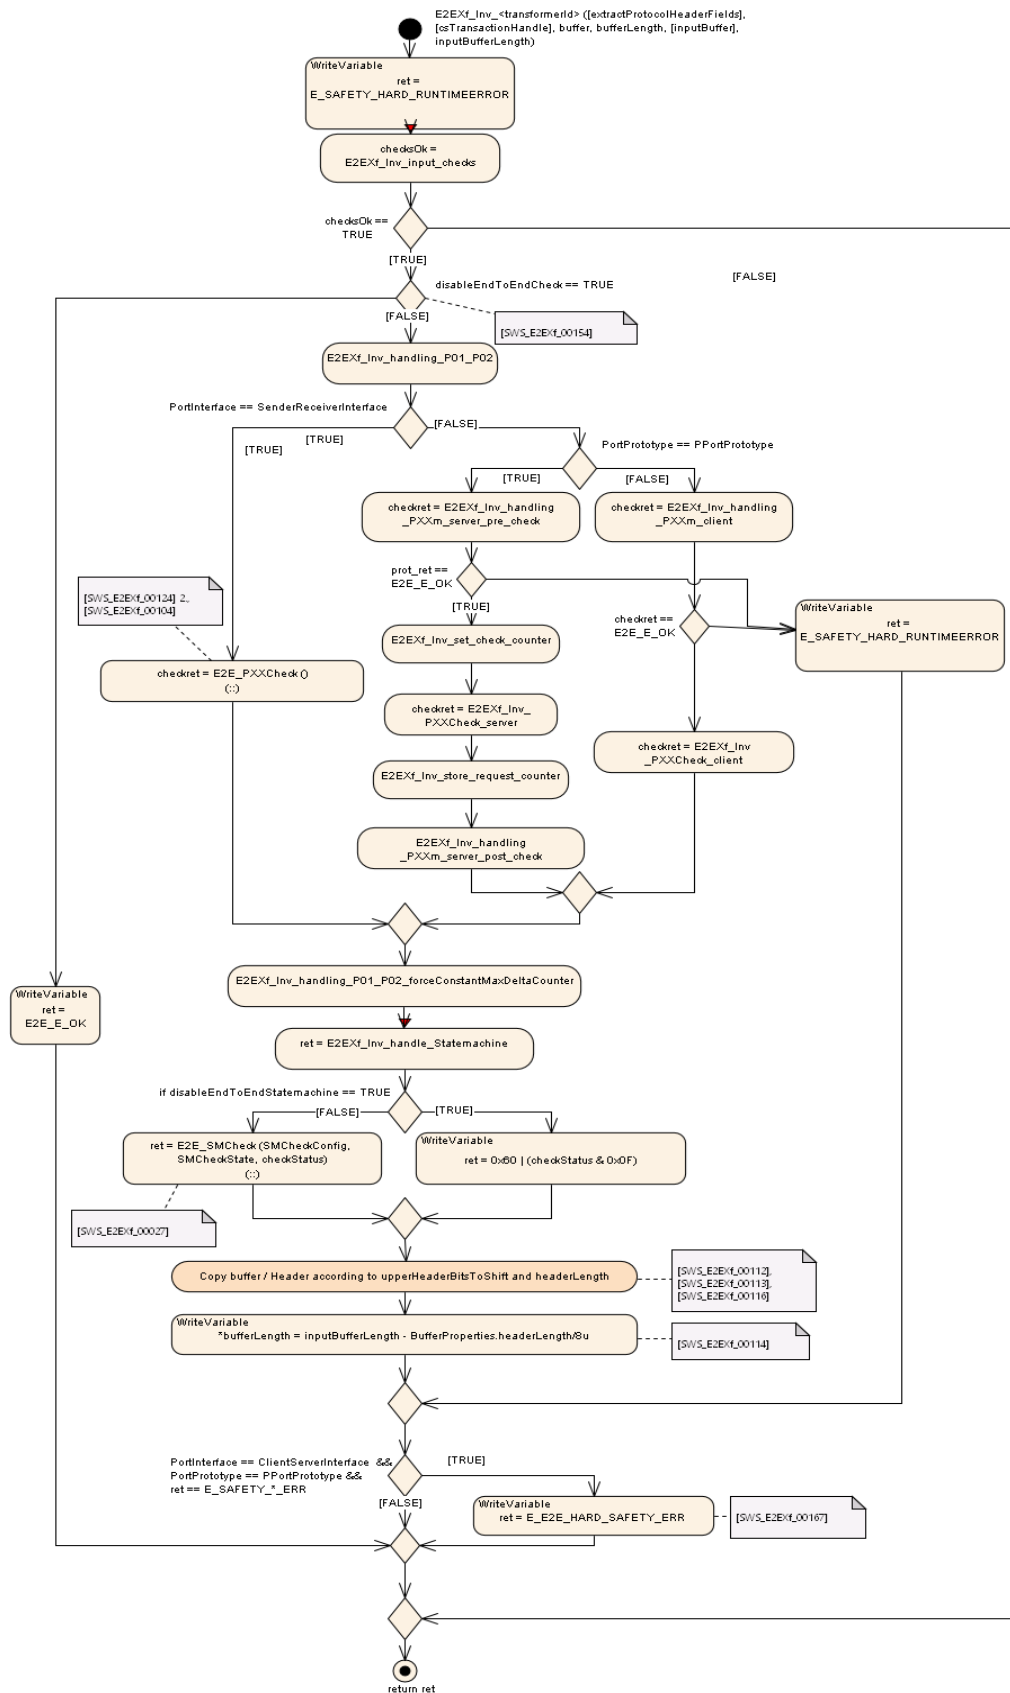 E2EXf_Inv_<transformerId> ([extractProtocolHeaderFields],
[csTransactionHandle], buffer, bufferLength, [inputBuffer],
inputBufferLength)
WriteVariable
ret =
E_SAFETY_HARD_RUNTIMEERROR
checksOk =
E2EXf_Inv_input_checks
checksOk ==
TRUE
[TRUE]
[FALSE]
disableEndToEndCheck == TRUE
[FALSE]
[SWS_E2EXf_00154]
E2EXf_Inv_handling_P01_P02
PortInterface == SenderReceiverInterface
[FALSE]
[TRUE]
[TRUE]
PortPrototype == PPortPrototype
[TRUE]
[FALSE]
checkret = E2EXf_Inv_handling
_PXXm_server_pre_check
checkret = E2EXf_Inv_handling
_PXXm_client
prot_ret ==
E2E_E_OK
[TRUE]
[SWS_E2EXf_00124] 2.,
[SWS_E2EXf_00104]
checkret ==
E2E_E_OK
WriteVariable
ret =
E_SAFETY_HARD_RUNTIMEERROR
E2EXf_Inv_set_check_counter
checkret = E2E_PXXCheck ()
(::)
checkret = E2EXf_Inv_
PXXCheck_server
checkret = E2EXf_Inv
_PXXCheck_client
E2EXf_Inv_store_request_counter
E2EXf_Inv_handling
_PXXm_server_post_check
E2EXf_Inv_handling_P01_P02_forceConstantMaxDeltaCounter
WriteVariable
ret =
E2E_E_OK
ret = E2EXf_Inv_handle_Statemachine
if disableEndToEndStatemachine == TRUE
[FALSE]
[TRUE]
ret = E2E_SMCheck (SMCheckConfig,
SMCheckState, checkStatus)
(::)
WriteVariable
ret = 0x60 | (checkStatus & 0x0F)
[SWS_E2EXf_00027]
Copy buffer / Header according to upperHeaderBitsToShift and headerLength
[SWS_E2EXf_00112],
[SWS_E2EXf_00113],
[SWS_E2EXf_00116]
WriteVariable
*bufferLength = inputBufferLength - BufferProperties.headerLength/8u
[SWS_E2EXf_00114]
PortInterface == ClientServerInterface &&
PortPrototype == PPortPrototype &&
ret == E_SAFETY_*_ERR
[TRUE]
[FALSE]
WriteVariable
ret = E_E2E_HARD_SAFETY_ERR
[SWS_E2EXf_00167]
return ret